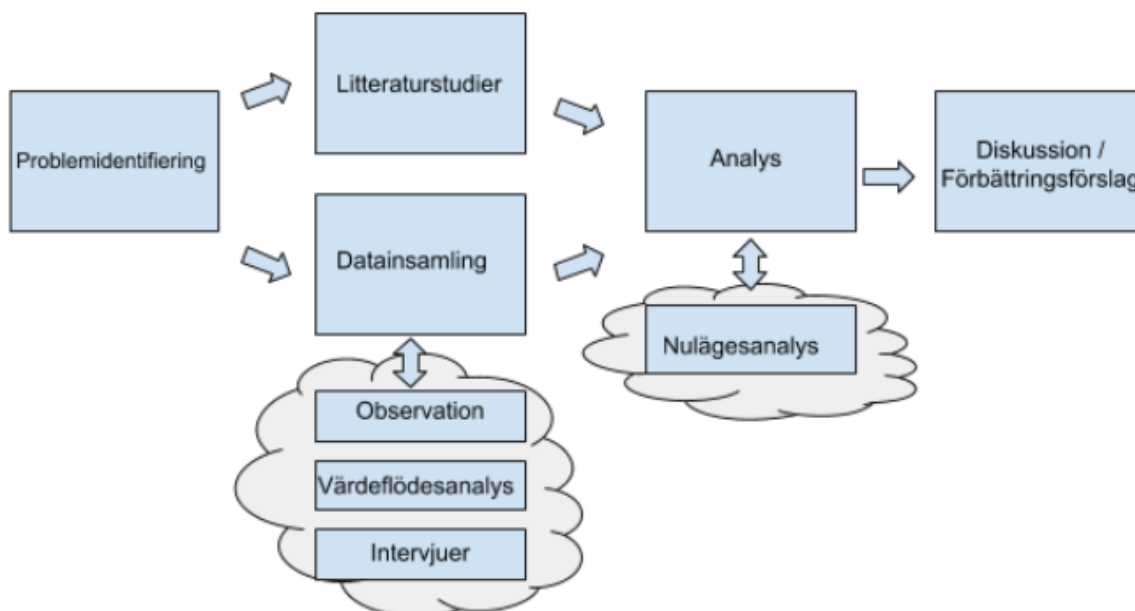 Problemidentifiering
Litteraturstudier
Datainsamling
Observation
Värdeflödesanalys
Intervjuer
Analys
Nulägesanalys
Diskussion /
Förbättringsförslag